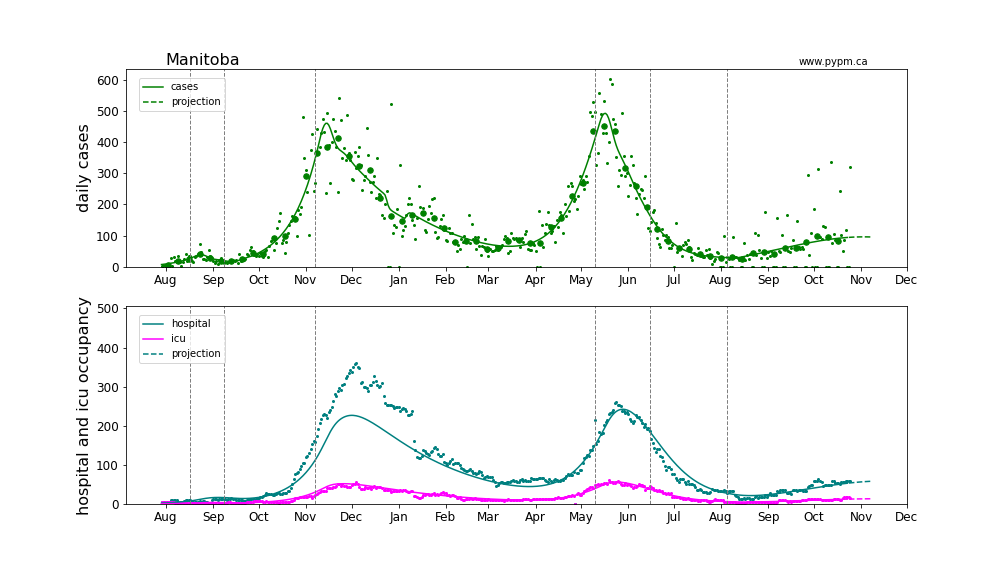 Manitoba
www.pypm.ca
daily cases
600
500
400
300
200
100
0
cases
projection
Aug Sep Oct Nov Dec Jan Feb Mar Apr May Jun Jul Aug Sep Oct Nov Dec
hospital and icu occupancy
500
400
300
200
100
0
hospital
icu
projection
Aug Sep Oct Nov Dec Jan Feb Mar Apr May Jun Jul Aug Sep Oct Nov Dec